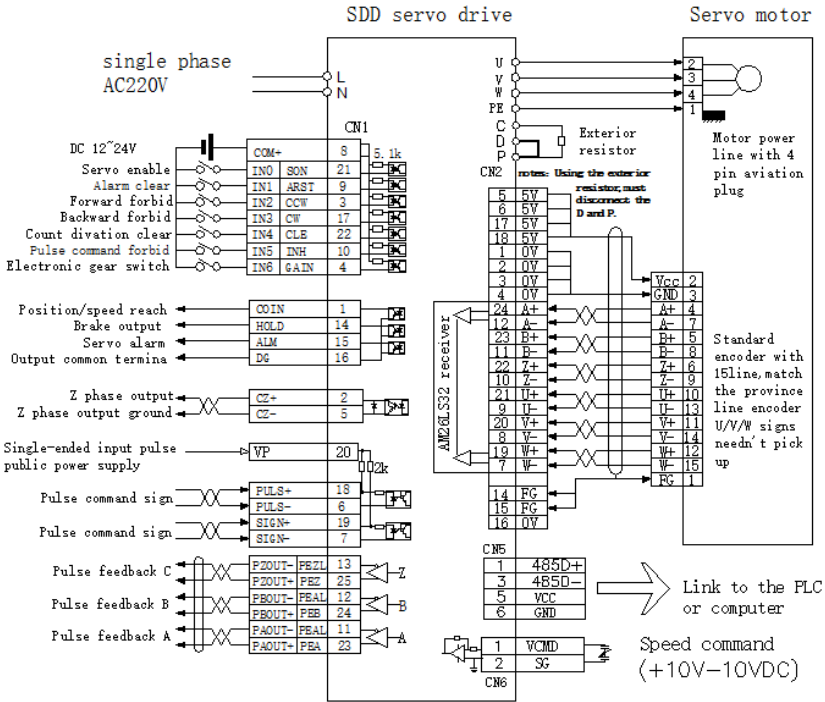 SDD servo drive
Servo motor
single phase
AC220V
L
N
CN1
DC 12~24V
Servo enable
Alarm clear
Forward forbid
Backward forbid
Count divation clear
Pulse command forbid
Electronic gear switch
COM+ 8 5.1k
IN0 SON 21
IN1 ARST 9
IN2 CCW 3
IN3 CW 17
IN4 CLE 22
IN5 INH 10
IN6 GAIN 4
Position/speed reach COIN 1
Brake output HOLD 14
Servo alarm ALM 15
Output common termina DG 16
Z phase output CZ+ 2
Z phase output ground CZ- 5
Single-ended input pulse
public power supply
VP 20
2k
Pulse command sign
PULS+ 18
PULS- 6
Pulse command sign
SIGN+ 19
SIGN- 7
Pulse feedback C
PZOUT- PEZL 13
PZOUT+ PEZ 25
Z
Pulse feedback B
PBOUT- PEAL 12
PBOUT+ PEB 24
B
Pulse feedback A
PAOUT- PEAL 11
PAOUT+ PEA 23
A
U 2
V 3
W 4
PE 1
C
D
P
Exterior
resistor
Motor power
line with 4
pin aviation
plug
CN2
notes: Using the exterior
resistor, must
disconnect the
D and P.
5 5V
6 5V
17 5V
18 5V
1 0V
2 0V
3 0V
4 0V
24 A+
12 A-
23 B+
11 B-
22 Z+
10 Z-
21 U+
9 U-
20 V+
8 V-
19 W+
7 W-
14 FG
15 FG
16 0V
AM26LS32 receiver
Vcc 2
GND 3
A+ 4
A- 7
B+ 5
B- 8
Z+ 6
Z- 9
U+ 10
U- 13
V+ 11
V- 14
W+ 12
W- 15
FG 1
Standard
encoder with
15line, match
the province
line encoder
U/V/W signs
needn't pick
up
CN5
1 485D+
3 485D-
5 VCC
6 GND
Link to the PLC
or computer
1 VCMD
2 SG
CN6
Speed command
(+10V-10VDC)